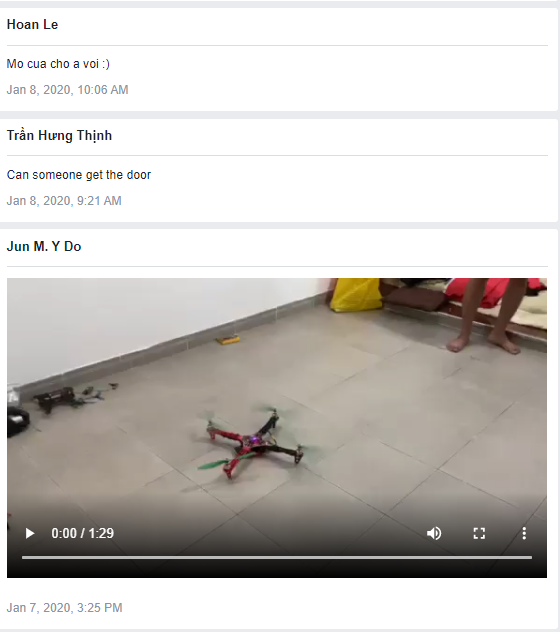 Hoan Le
Mo cua cho a voi :)
Jan 8, 2020, 10:06 AM
Trần Hưng Thịnh
Can someone get the door
Jan 8, 2020, 9:21 AM
Jun M. Y Do
0:00 / 1:29
Jan 7, 2020, 3:25 PM